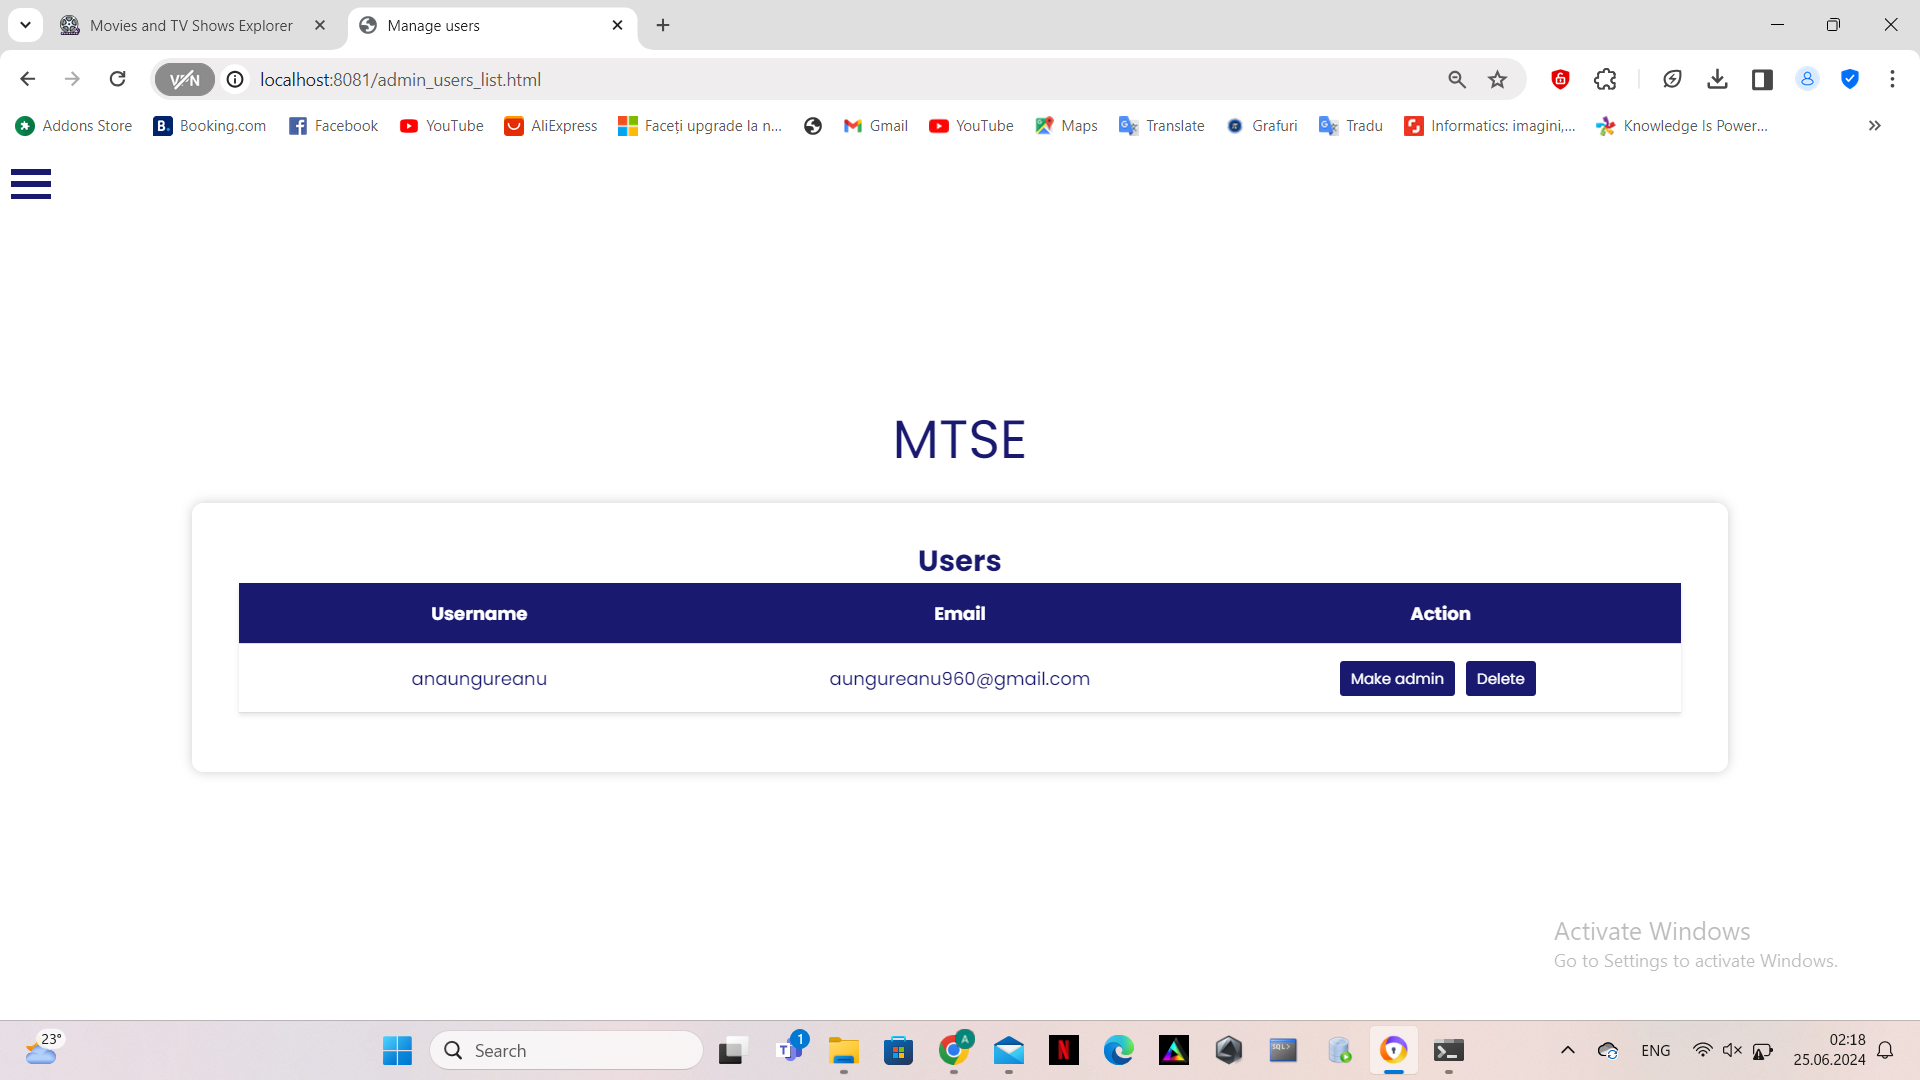 Movies and TV Shows Explorer
Manage users
VPN
localhost:8081/admin_users_list.html
Addons Store
B. Booking.com
Facebook
YouTube
AliExpress
Faceți upgrade la n...
Gmail
YouTube
Maps
Translate
Grafuri
Tradu
Informatics: imagini,...
Knowledge Is Power...
MTSE
Users
Username Email Action
anaungureanu aungureanu960@gmail.com Make admin Delete
Activate Windows
Go to Settings to activate Windows.
23°
Search
1
A
N
SQL>
ENG
02:18
25.06.2024